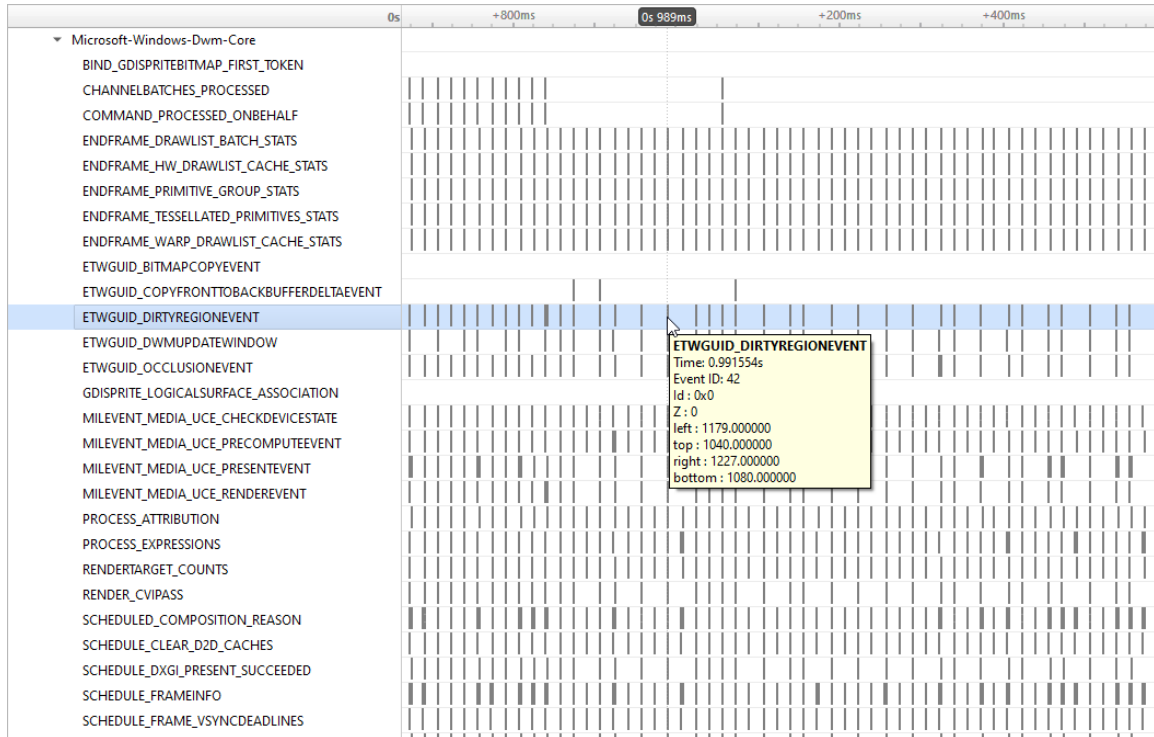 0s +800ms 0s 989ms +200ms +400ms
Microsoft-Windows-Dwm-Core
BIND_GDISPRITEBITMAP_FIRST_TOKEN
CHANNELBATCHES_PROCESSED
COMMAND_PROCESSED_ONBEHALF
ENDFRAME_DRAWLIST_BATCH_STATS
ENDFRAME_HW_DRAWLIST_CACHE_STATS
ENDFRAME_PRIMITIVE_GROUP_STATS
ENDFRAME_TESSELLATED_PRIMITIVES_STATS
ENDFRAME_WARP_DRAWLIST_CACHE_STATS
ETWGUID_BITMAPCOPYEVENT
ETWGUID_COPYFRONTTOBACKBUFFERDELTAEVENT
ETWGUID_DIRTYREGIONEVENT
ETWGUID_DWMUPDATEWINDOW
ETWGUID_OCCLUSIONEVENT
GDISPRITE_LOGICALSURFACE_ASSOCIATION
MILEVENT_MEDIA_UCE_CHECKDEVICESTATE
MILEVENT_MEDIA_UCE_PRECOMPUTEEVENT
MILEVENT_MEDIA_UCE_PRESENTEVENT
MILEVENT_MEDIA_UCE_RENDEREVENT
PROCESS_ATTRIBUTION
PROCESS_EXPRESSIONS
RENDERTARGET_COUNTS
RENDER_CVIPASS
SCHEDULED_COMPOSITION_REASON
SCHEDULE_CLEAR_D2D_CACHES
SCHEDULE_DXGI_PRESENT_SUCCEEDED
SCHEDULE_FRAMEINFO
SCHEDULE_FRAME_VSYNCDEADLINES
ETWGUID_DIRTYREGIONEVENT
Time: 0.991554s
Event ID: 42
Id : 0x0
Z : 0
left : 1179.000000
top : 1040.000000
right : 1227.000000
bottom : 1080.000000